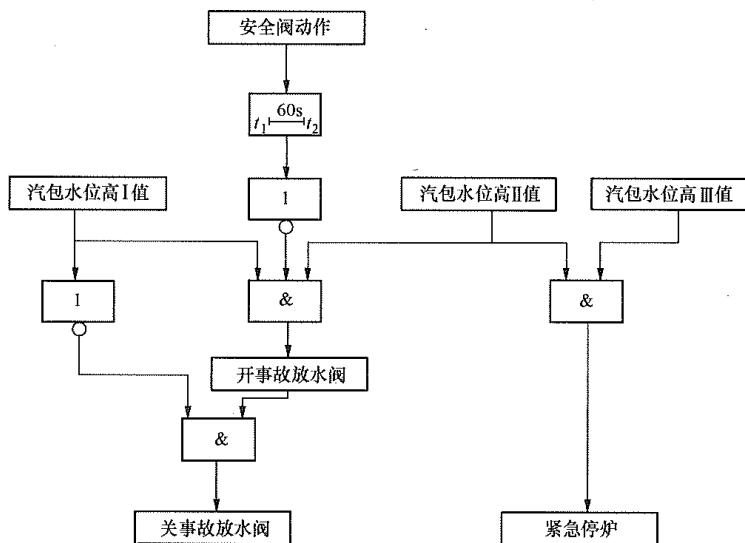 安全阀动作
60s
t₁ t₂
汽包水位高Ⅰ值
1
汽包水位高Ⅱ值
汽包水位高Ⅲ值
1
&
&
开事故放水阀
&
关事故放水阀
紧急停炉